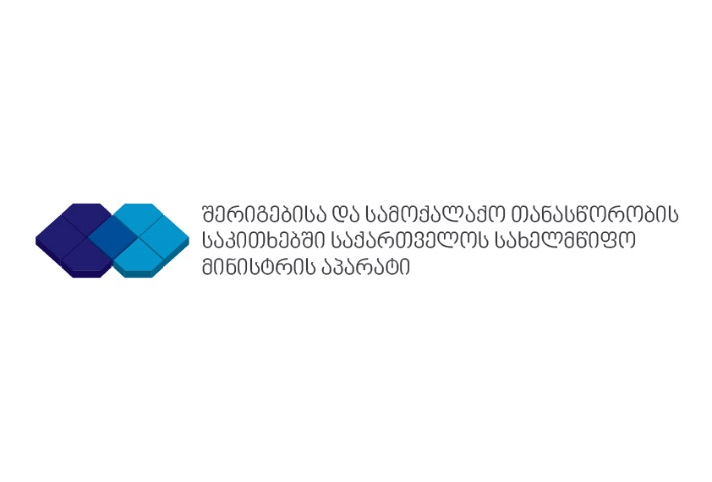 შერიგებისა და სამოქალაქო თანასწორობის
საკითხებში საქართველოს სახელმწიფო
მინისტრის აპარატი